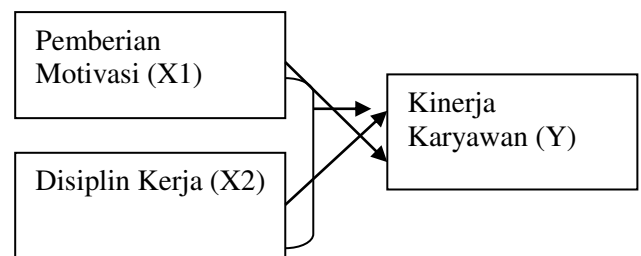 Pemberian
Motivasi (X1)
Kinerja
Karyawan (Y)
Disiplin Kerja (X2)